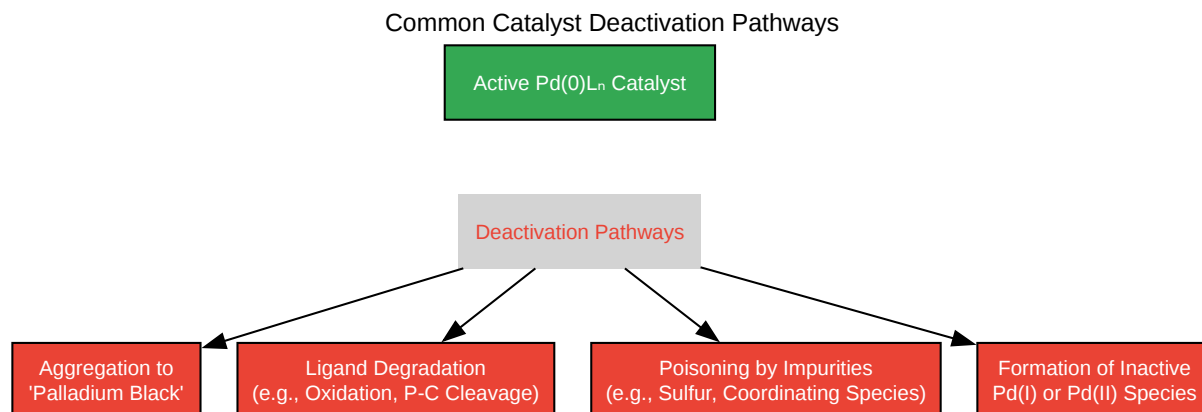 Common Catalyst Deactivation Pathways
Active Pd(0)Lₙ Catalyst
Deactivation Pathways
Aggregation to
'Palladium Black'
Ligand Degradation
(e.g., Oxidation, P-C Cleavage)
Poisoning by Impurities
(e.g., Sulfur, Coordinating Species)
Formation of Inactive
Pd(I) or Pd(II) Species